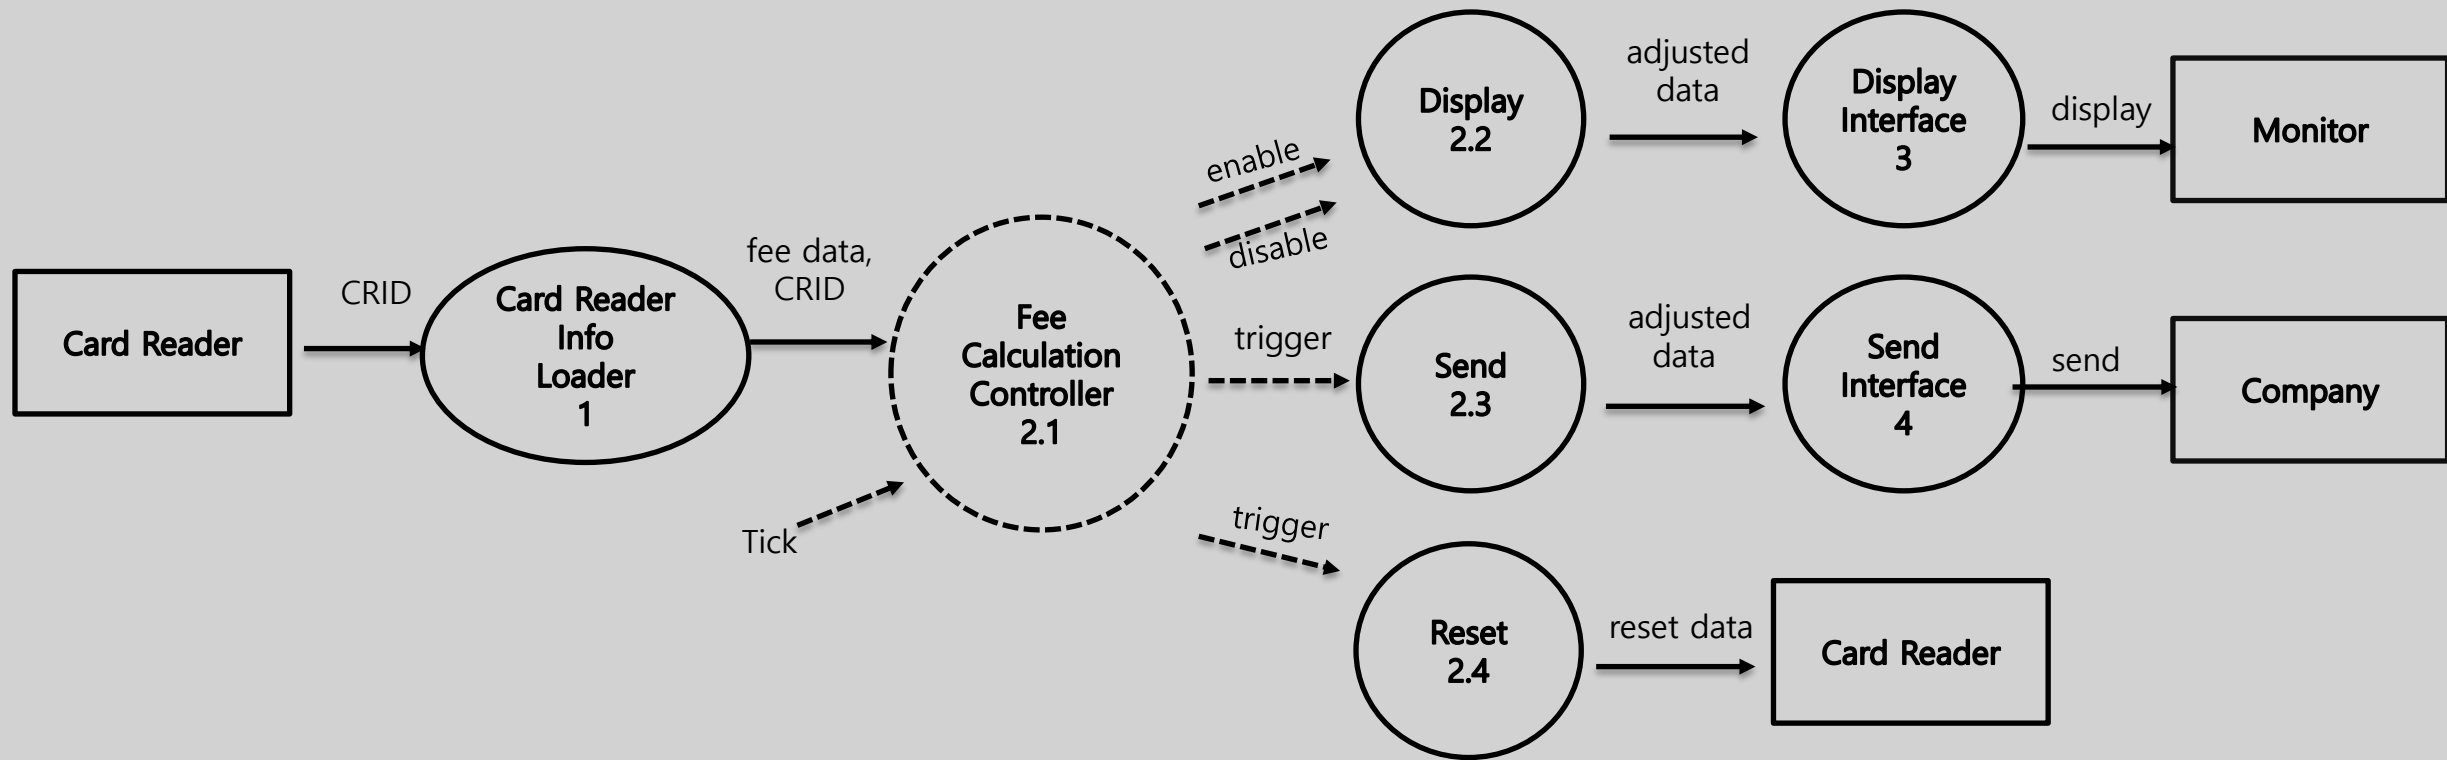 Card Reader
CRID
Card Reader
Info
Loader
1
fee data,
CRID
Tick
Fee
Calculation
Controller
2.1
enable
disable
trigger
trigger
Display
2.2
adjusted
data
Display
Interface
3
display
Monitor
Send
2.3
adjusted
data
Send
Interface
4
send
Company
Reset
2.4
reset data
Card Reader